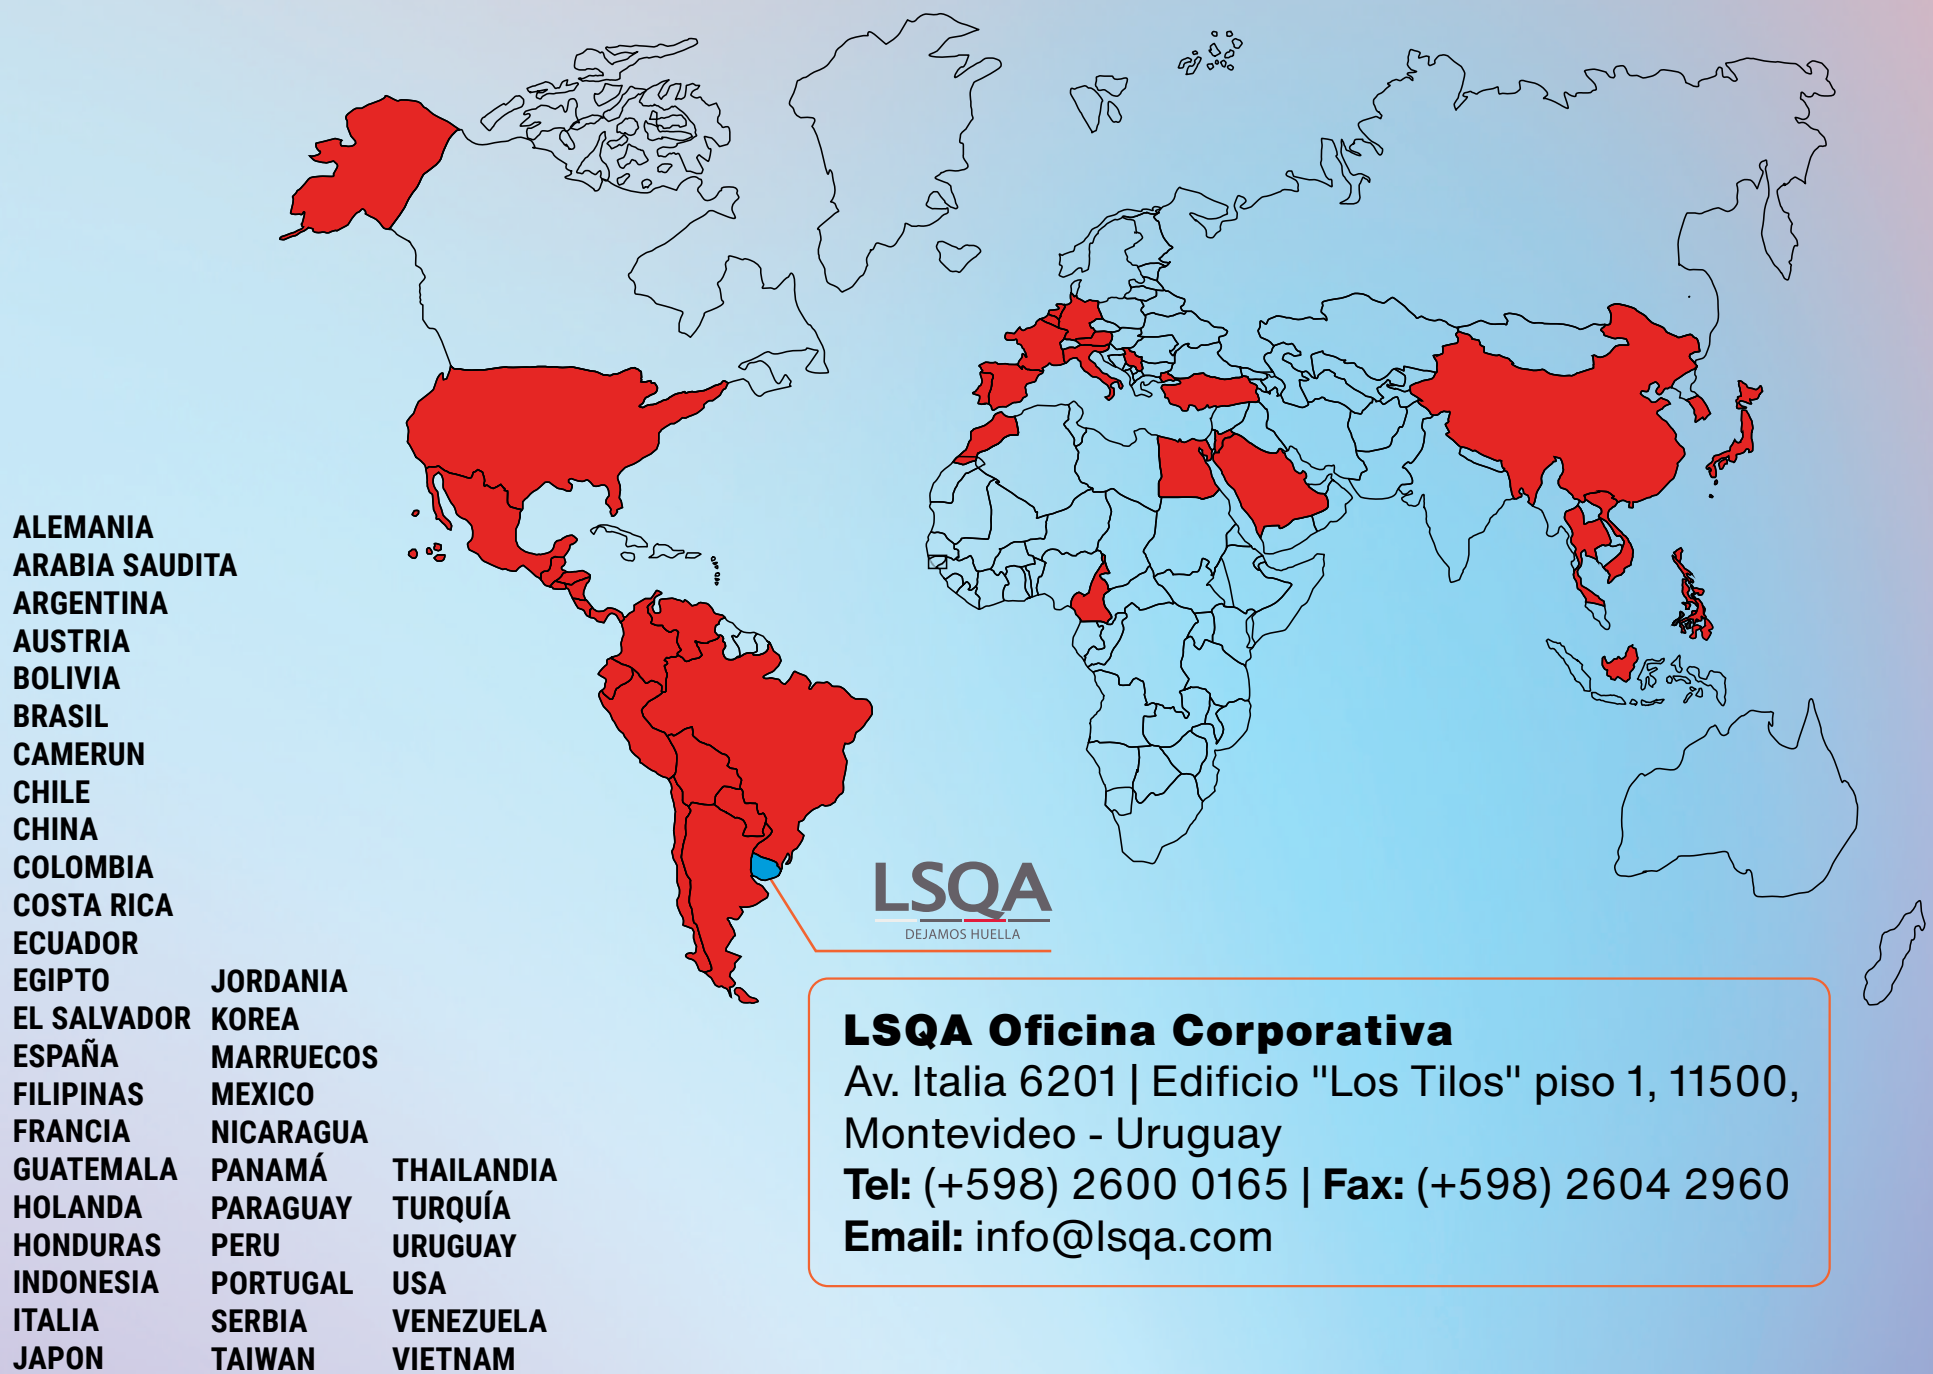 ALEMANIA
ARABIA SAUDITA
ARGENTINA
AUSTRIA
BOLIVIA
BRASIL
CAMERUN
CHILE
CHINA
COLOMBIA
COSTA RICA
ECUADOR
EGIPTO
EL SALVADOR
ESPAÑA
FILIPINAS
FRANCIA
GUATEMALA
HOLANDA
HONDURAS
INDONESIA
ITALIA
JAPON
JORDANIA
KOREA
MARRUECOS
MEXICO
NICARAGUA
PANAMÁ
PARAGUAY
PERU
PORTUGAL
SERBIA
TAIWAN
THAILANDIA
TURQUÍA
URUGUAY
USA
VENEZUELA
VIETNAM
LSQA
DEJAMOS HUELLA
LSQA Oficina Corporativa
Av. Italia 6201 | Edificio "Los Tilos" piso 1, 11500,
Montevideo - Uruguay
Tel: (+598) 2600 0165 | Fax: (+598) 2604 2960
Email: info@lsqa.com